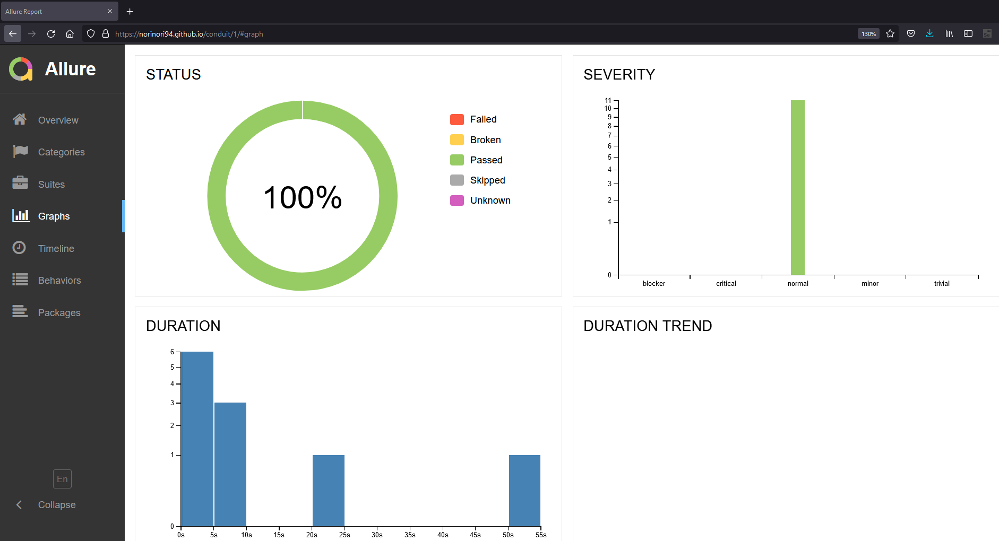 Allure Report
https://norinori94.github.io/conduit/1/#graph
130%
Se
Allure
Overview
Categories
Suites
Graphs
Timeline
Behaviors
Packages
En
Collapse
STATUS
100%
Failed
Broken
Passed
Skipped
Unknown
SEVERITY
11
10
9
8
7
6
5
4
3
2
1
0
blocker critical normal minor trivial
DURATION
6
5
4
3
2
1
0
0s 5s 10s 15s 20s 25s 30s 35s 40s 45s 50s 55s
DURATION TREND